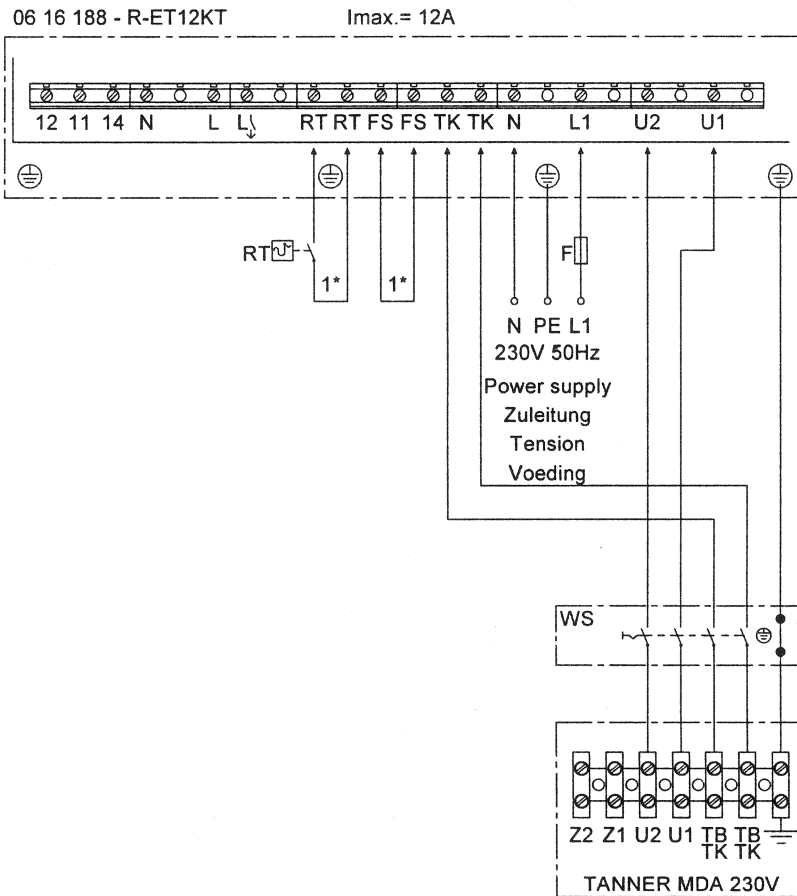 06 16 188 - R-ET12KT Imax.= 12A
12 11 14 N L L RT RT FS FS TK TK N L1 U2 U1
RT
1* 1*
F
N PE L1
230V 50Hz
Power supply
Zuleitung
Tension
Voeding
WS
Z2 Z1 U2 U1 TB TB
TK TK
TANNER MDA 230V